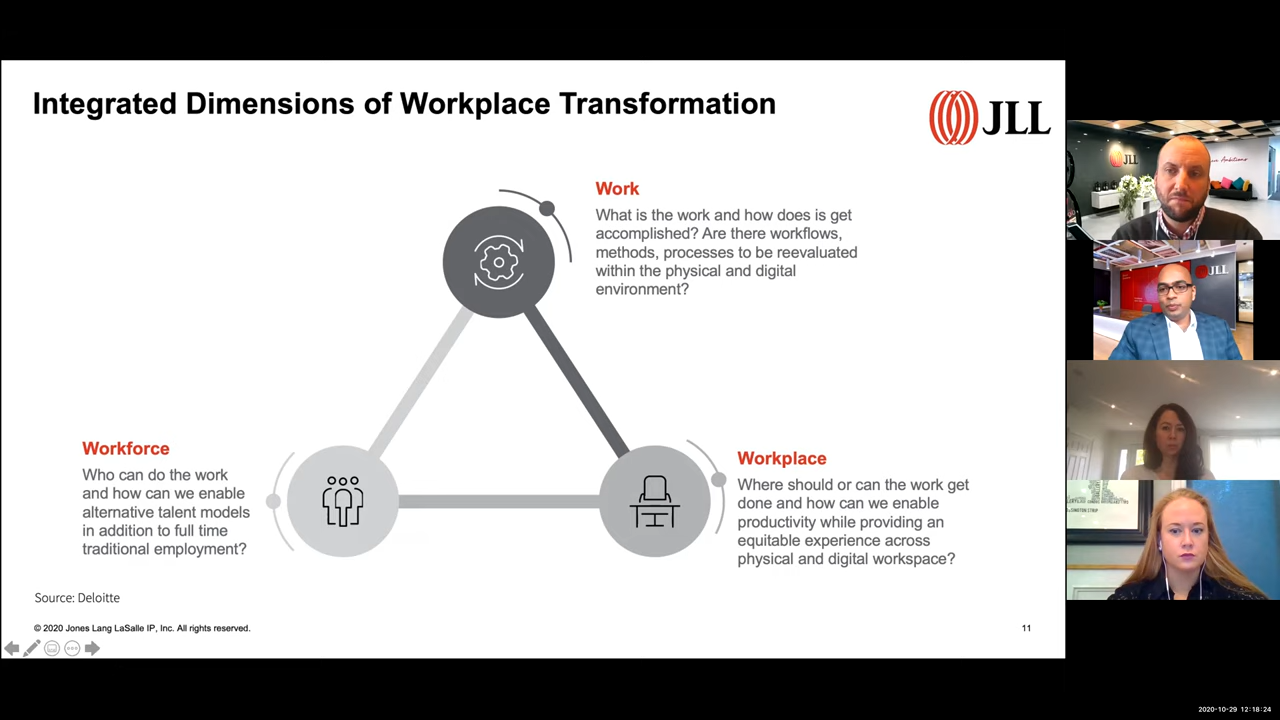 Integrated Dimensions of Workplace Transformation
JLL
Work
What is the work and how does is get
accomplished? Are there workflows,
methods, processes to be reevaluated
within the physical and digital
environment?
Workforce
Who can do the work
and how can we enable
alternative talent models
in addition to full time
traditional employment?
Workplace
Where should or can the work get
done and how can we enable
productivity while providing an
equitable experience across
physical and digital workspace?
Source: Deloitte
© 2020 Jones Lang LaSalle IP, Inc. All rights reserved.
11
JLL
JLL
2020-10-29 12:18:24